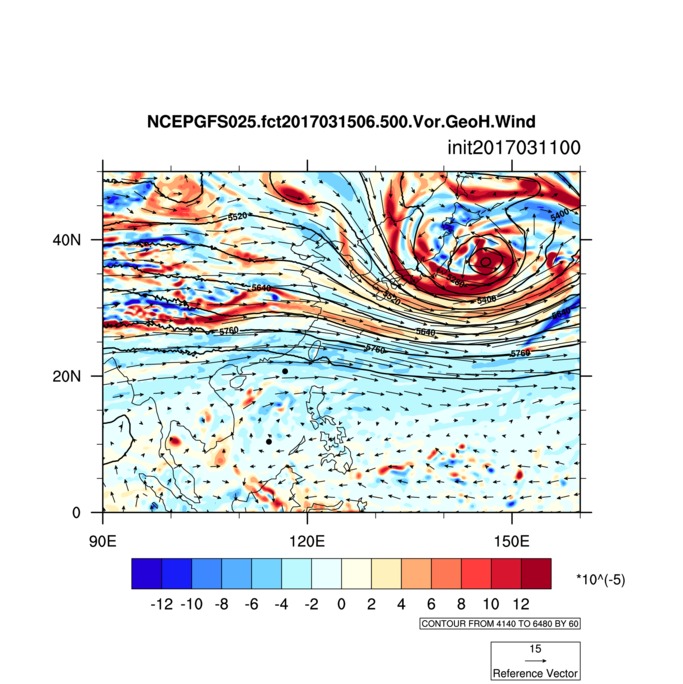 NCEPGFS025.fct2017031506.500.Vor.GeoH.Wind
init2017031100
5520
5400
40N
5280
5520
5640
5400
5640
5760
5760
5760
20N
0
90E 120E 150E
-12 -10 -8 -6 -4 -2 0 2 4 6 8 10 12
*10^(-5)
CONTOUR FROM 4140 TO 6480 BY 60
15
Reference Vector